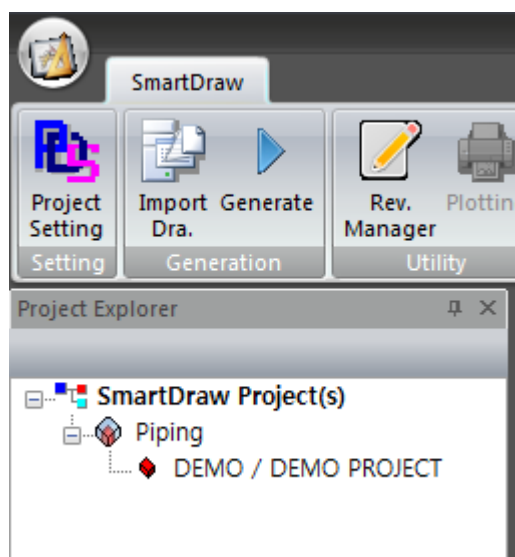 SmartDraw
Project Setting
Import Dra.
Generate
Rev. Manager
Plottin
Setting
Generation
Utility
Project Explorer
SmartDraw Project(s)
Piping
DEMO / DEMO PROJECT